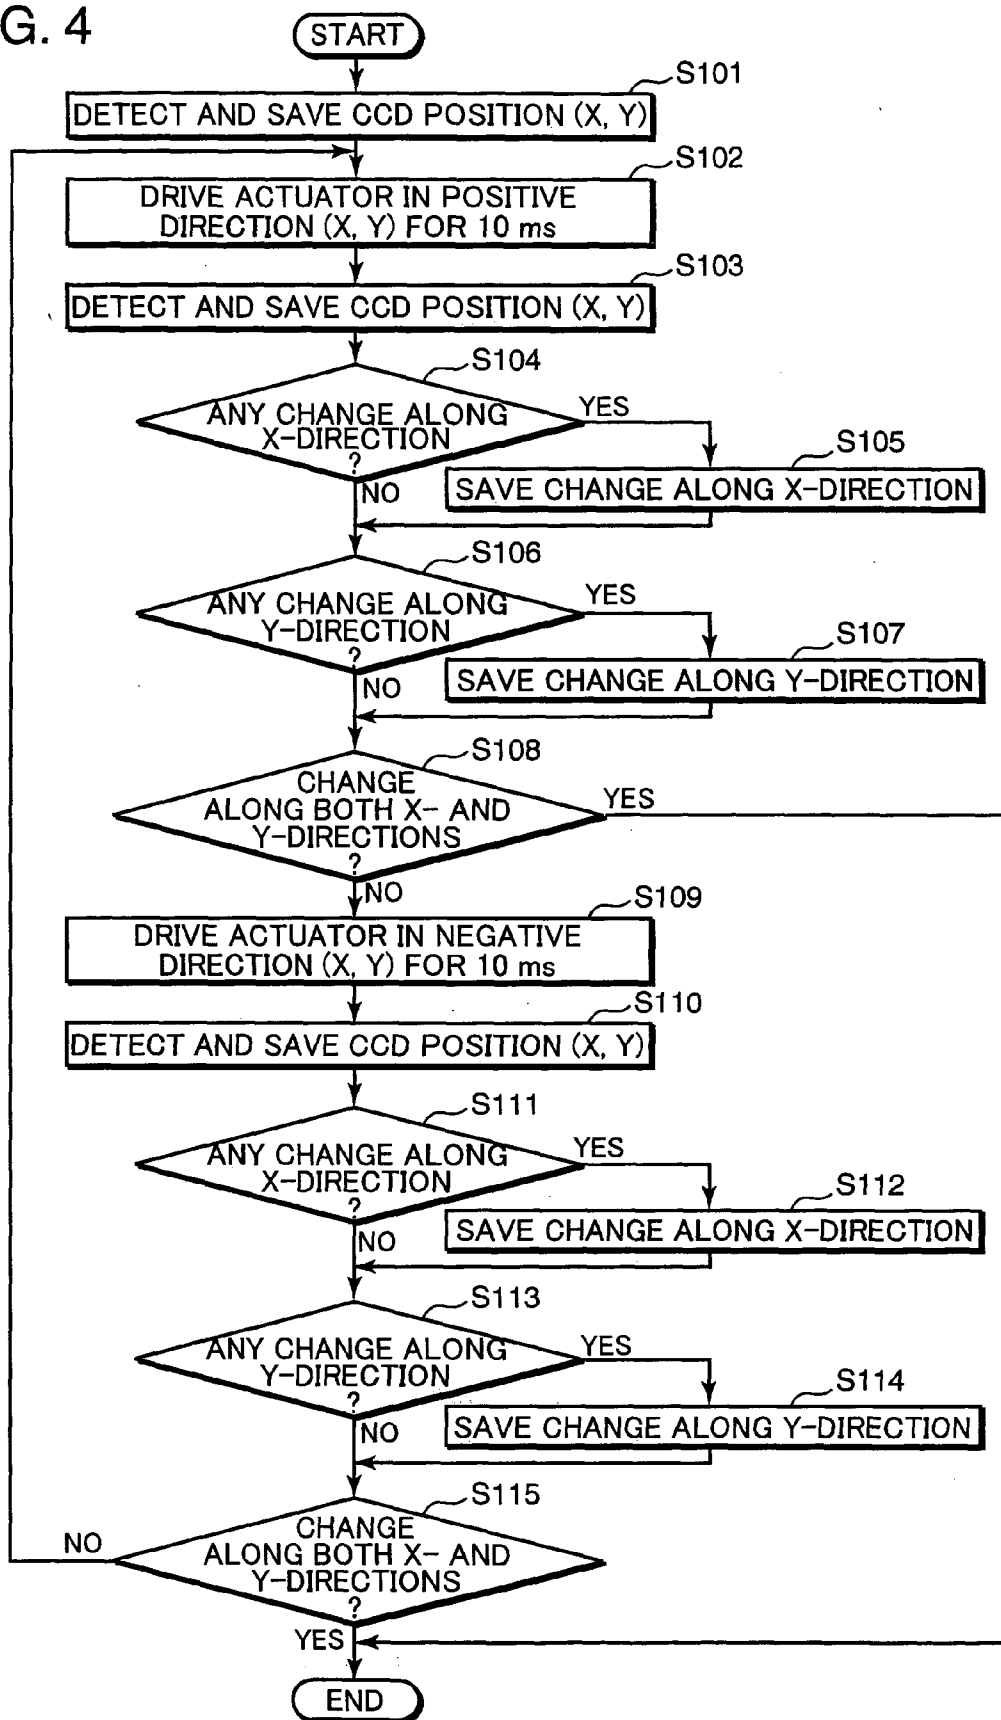 G. 4
START
S101
DETECT AND SAVE CCD POSITION (X, Y)
S102
DRIVE ACTUATOR IN POSITIVE
DIRECTION (X, Y) FOR 10 ms
S103
DETECT AND SAVE CCD POSITION (X, Y)
S104
ANY CHANGE ALONG
X-DIRECTION
?
YES
NO
S105
SAVE CHANGE ALONG X-DIRECTION
S106
ANY CHANGE ALONG
Y-DIRECTION
?
YES
NO
S107
SAVE CHANGE ALONG Y-DIRECTION
S108
CHANGE
ALONG BOTH X- AND
Y-DIRECTIONS
?
YES
NO
S109
DRIVE ACTUATOR IN NEGATIVE
DIRECTION (X, Y) FOR 10 ms
S110
DETECT AND SAVE CCD POSITION (X, Y)
S111
ANY CHANGE ALONG
X-DIRECTION
?
YES
NO
S112
SAVE CHANGE ALONG X-DIRECTION
S113
ANY CHANGE ALONG
Y-DIRECTION
?
YES
NO
S114
SAVE CHANGE ALONG Y-DIRECTION
S115
CHANGE
ALONG BOTH X- AND
Y-DIRECTIONS
?
NO
YES
END